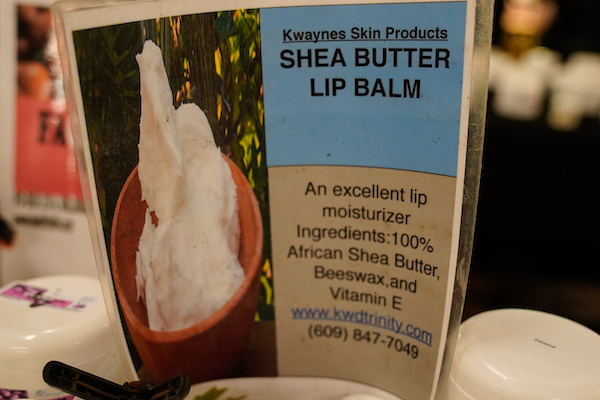 Kwaynes Skin Products
SHEA BUTTER
LIP BALM
An excellent lip
moisturizer
Ingredients:100%
African Shea Butter,
Beeswax,and
Vitamin E
www.kwdtrinity.com
(609) 847-7049